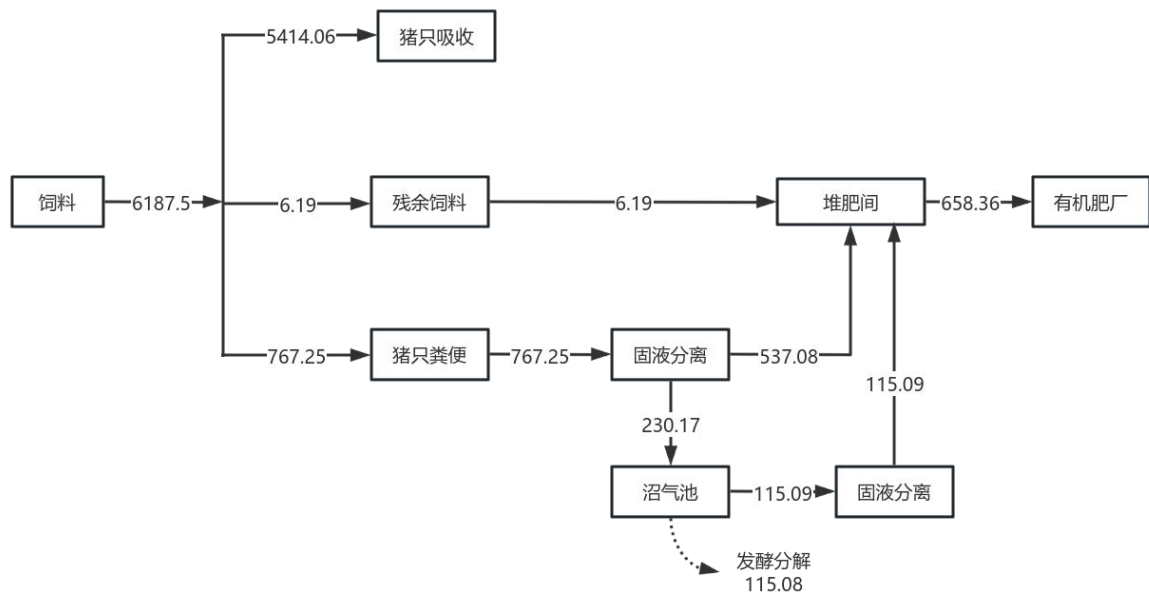 5414.06
猪只吸收
饲料
6187.5
6.19
残余饲料
6.19
堆肥间
658.36
有机肥厂
767.25
猪只粪便
767.25
固液分离
537.08
115.09
230.17
沼气池
115.09
固液分离
发酵分解
115.08